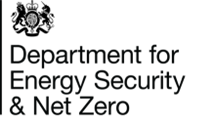 Department for
Energy Security
& Net Zero